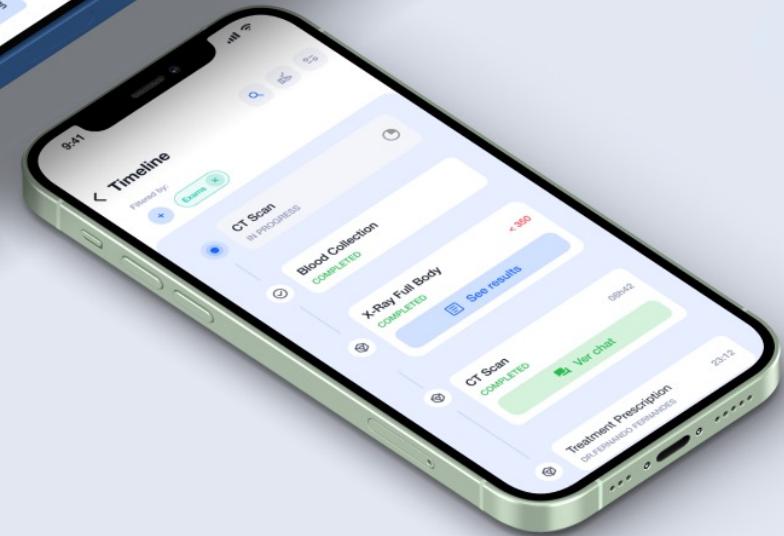 9:41
Timeline
Filtered by:
Exams
CT Scan
IN PROGRESS
Blood Collection
COMPLETED
X-Ray Full Body
COMPLETED
< 350
See results
CT Scan
COMPLETED
08h42
Ver chat
Treatment Prescription
DR.FERNANDO FERNANDES
23:12